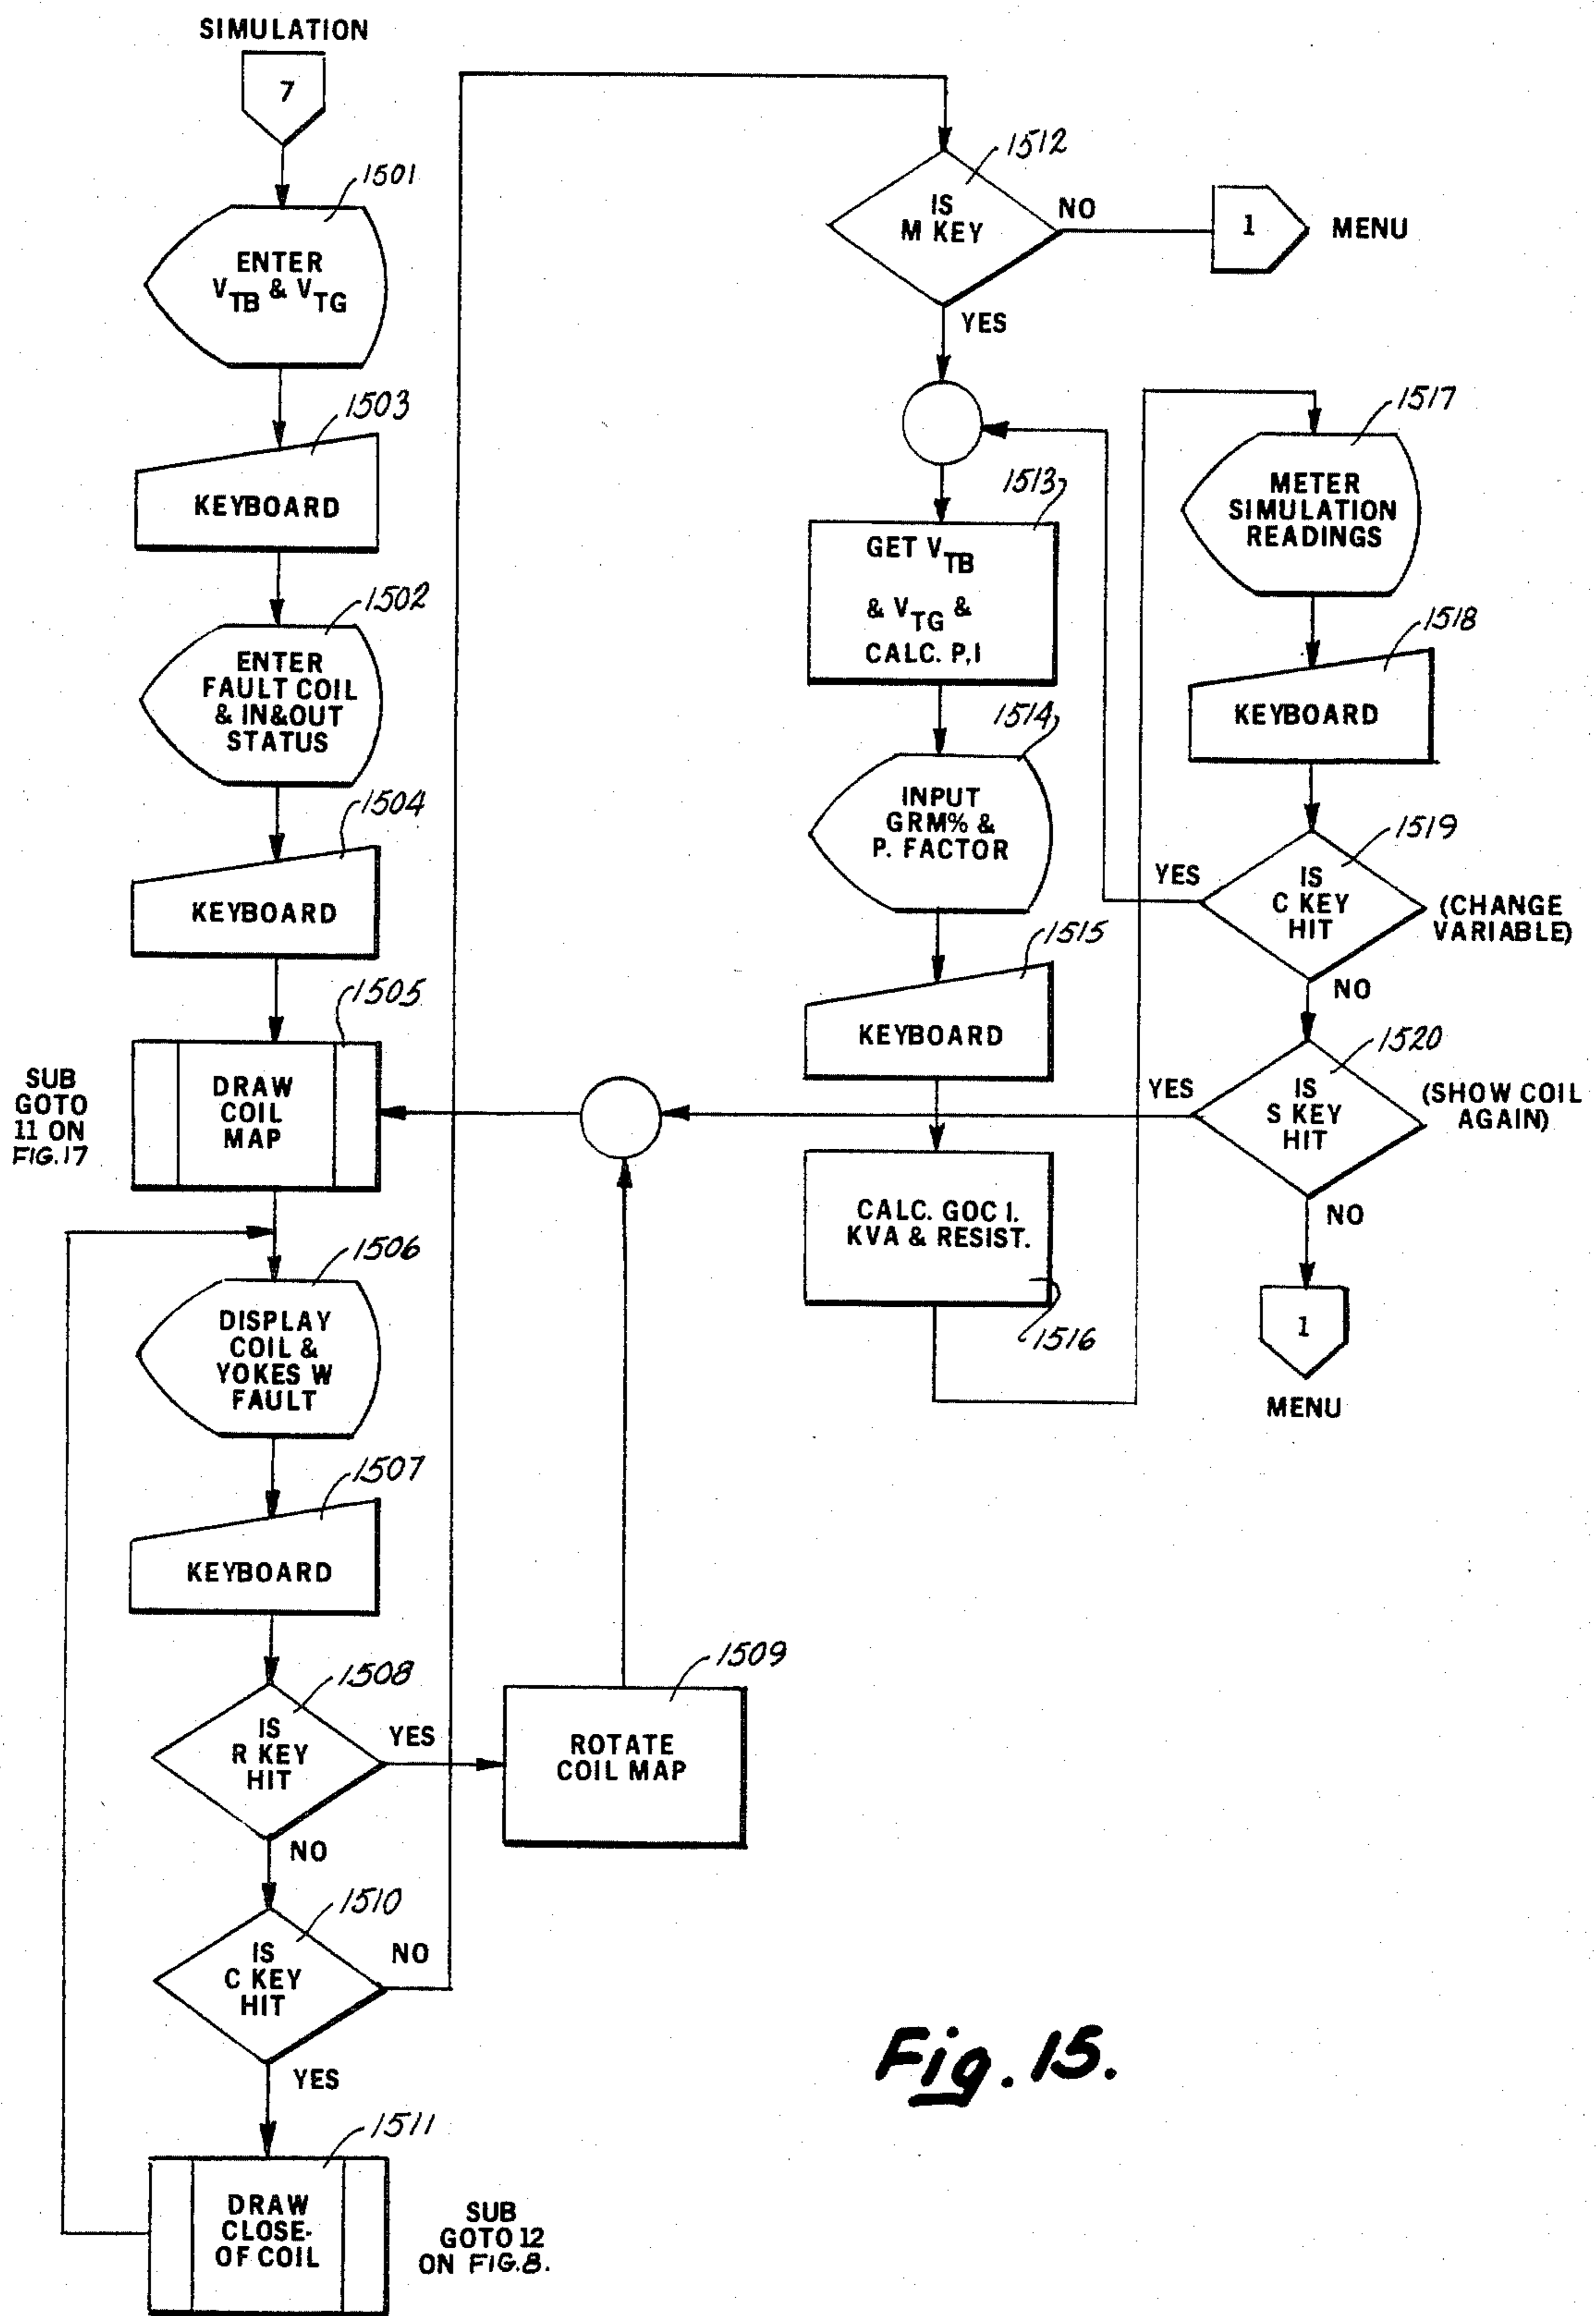 SIMULATION
7
1501
ENTER
V TB & V TG
1503
KEYBOARD
1502
ENTER
FAULT COIL
& IN&OUT
STATUS
1504
KEYBOARD
1505
SUB
GOTO
11 ON
FIG.17
DRAW
COIL
MAP
1506
DISPLAY
COIL &
YOKES W
FAULT
1507
KEYBOARD
1508
IS
R KEY
HIT
YES
NO
1509
ROTATE
COIL MAP
1510
IS
C KEY
HIT
NO
YES
1511
DRAW
CLOSE-
OF COIL
SUB
GOTO 12
ON FIG.8.
1512
IS
M KEY
NO
1
MENU
YES
1513
GET V TB
& V TG &
CALC. P,I
1514
INPUT
GRM% &
P. FACTOR
1515
KEYBOARD
CALC. GOC I.
KVA & RESIST.
1516
1517
METER
SIMULATION
READINGS
1518
KEYBOARD
1519
YES
IS
C KEY
HIT
(CHANGE
VARIABLE)
NO
1520
YES
IS
S KEY
HIT
(SHOW COIL
AGAIN)
NO
1
MENU
Fig. 15.